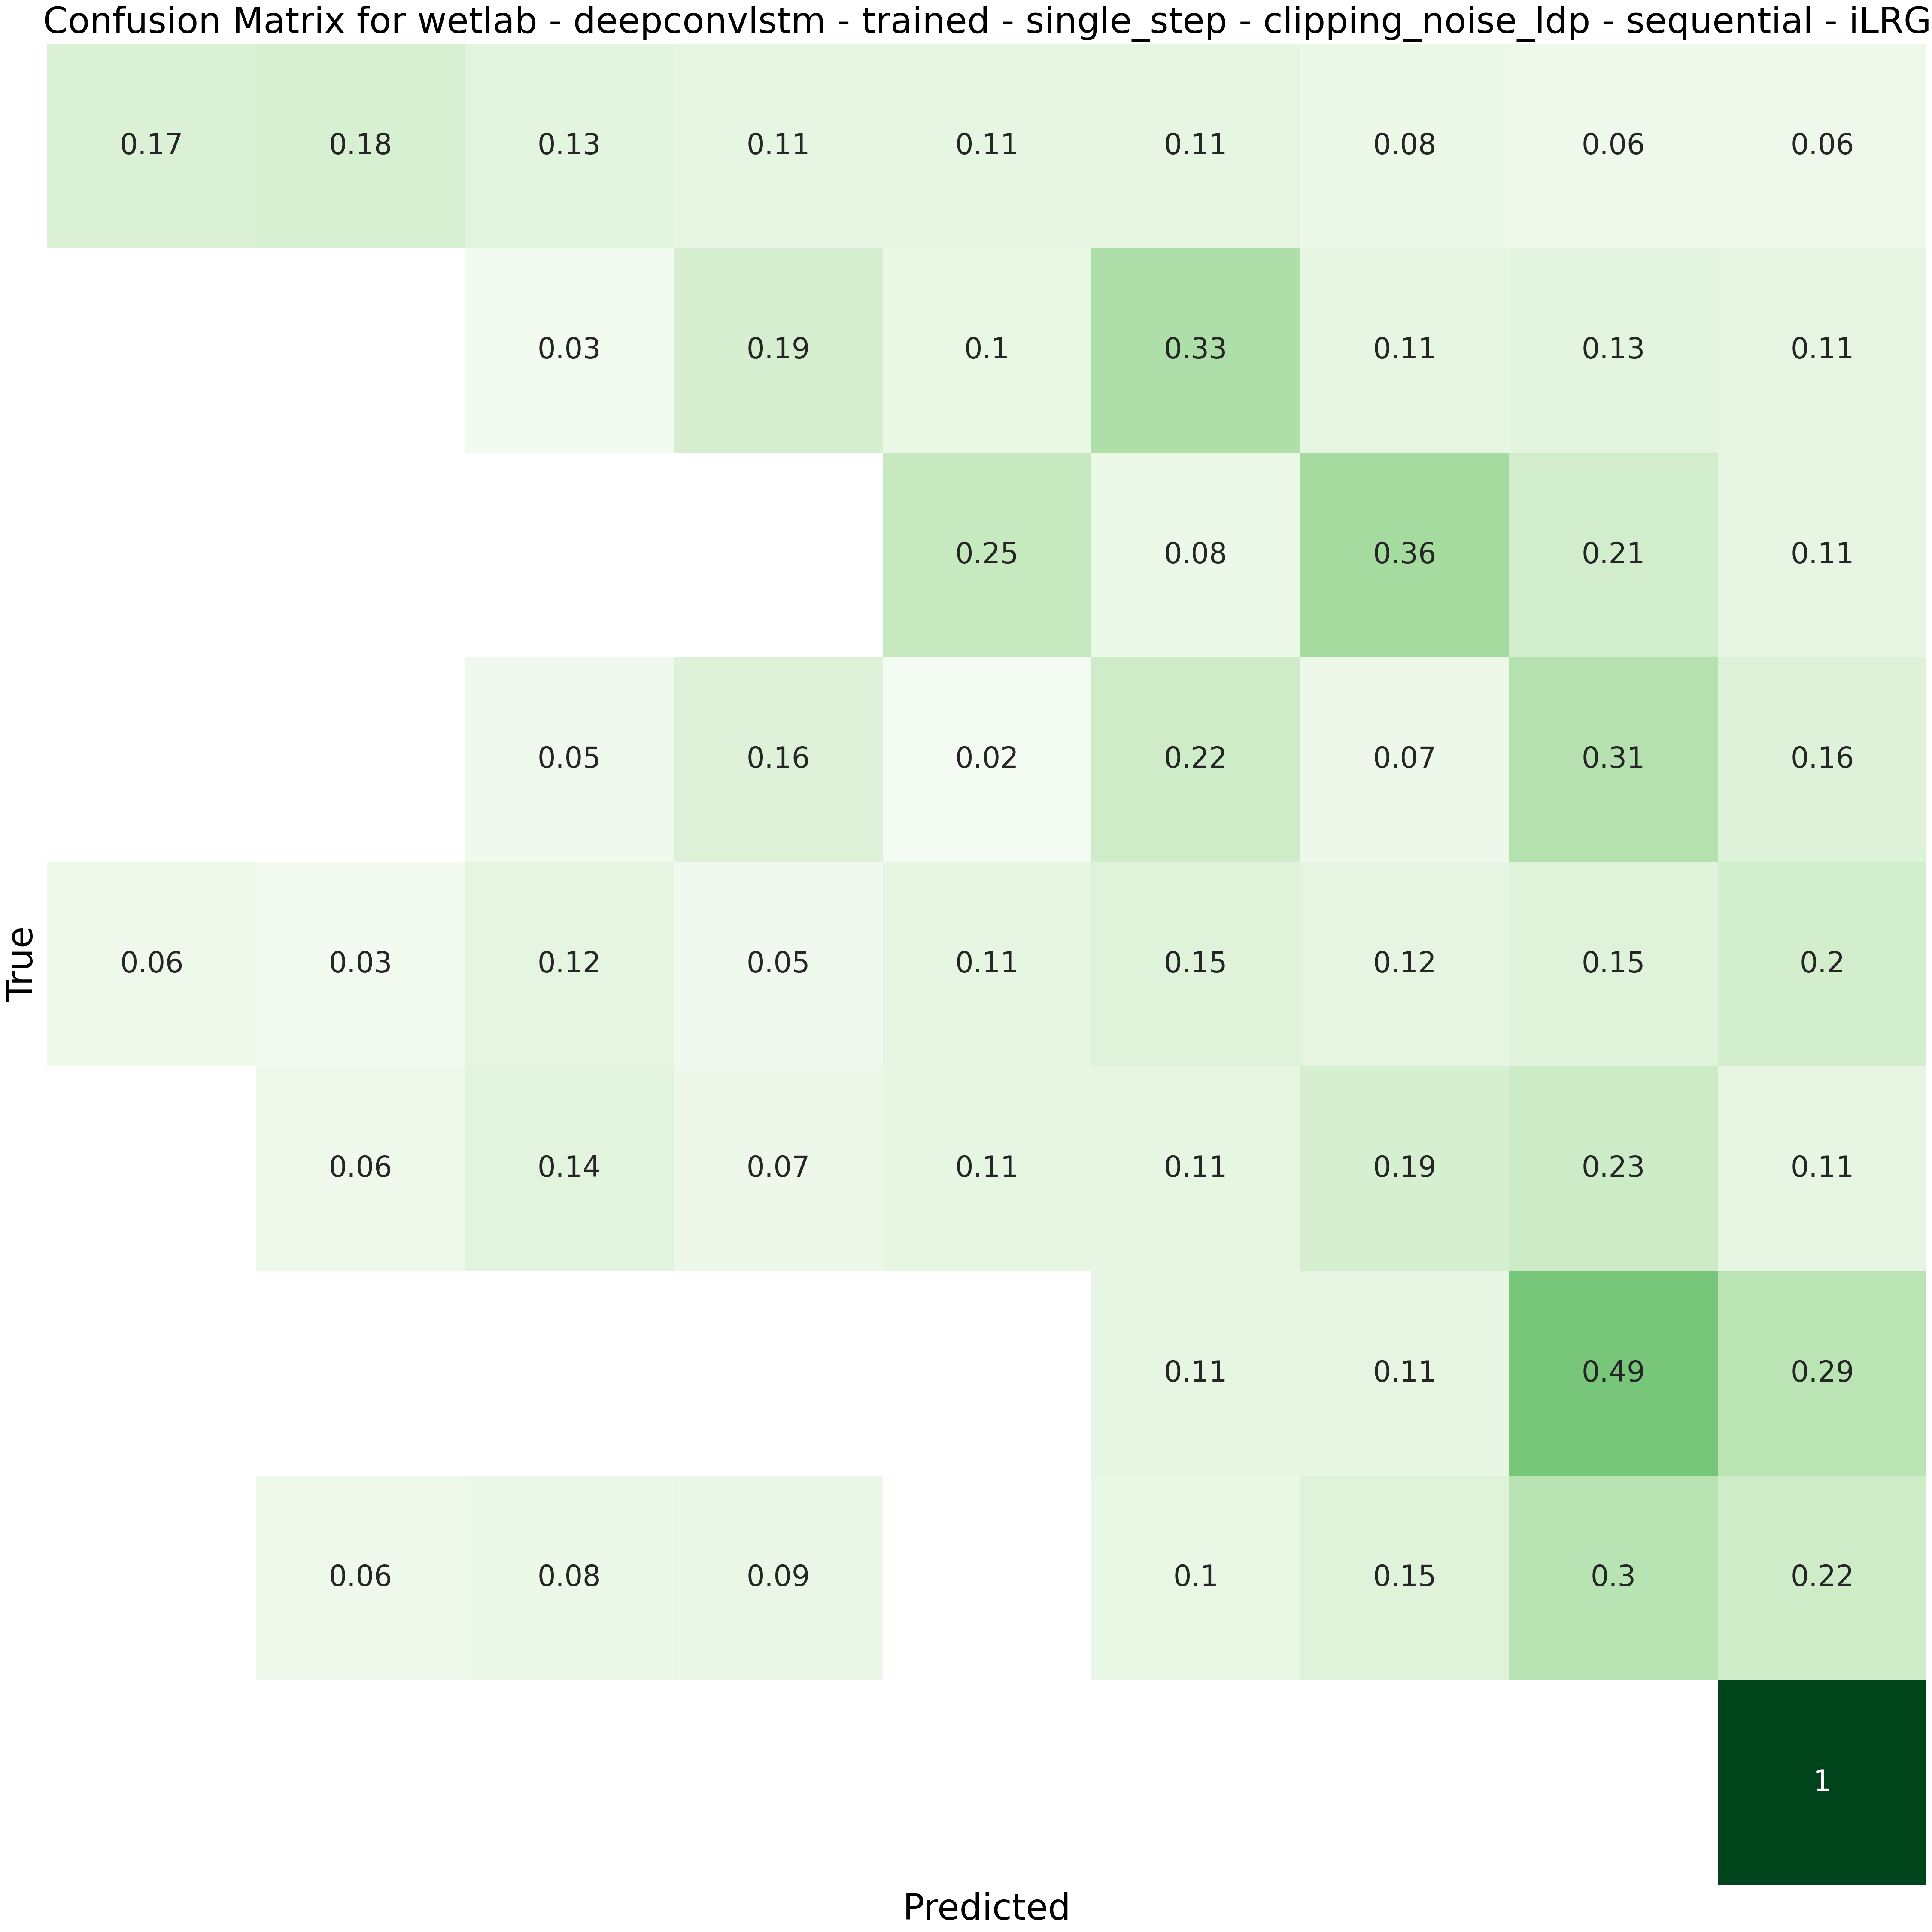 Confusion Matrix for wetlab - deepconvlstm - trained - single_step - clipping_noise_ldp - sequential - iLRG
0.17 0.18 0.13 0.11 0.11 0.11 0.08 0.06 0.06
0.03 0.19 0.1 0.33 0.11 0.13 0.11
0.25 0.08 0.36 0.21 0.11
0.05 0.16 0.02 0.22 0.07 0.31 0.16
True
0.06 0.03 0.12 0.05 0.11 0.15 0.12 0.15 0.2
0.06 0.14 0.07 0.11 0.11 0.19 0.23 0.11
0.11 0.11 0.49 0.29
0.06 0.08 0.09 0.1 0.15 0.3 0.22
1
Predicted